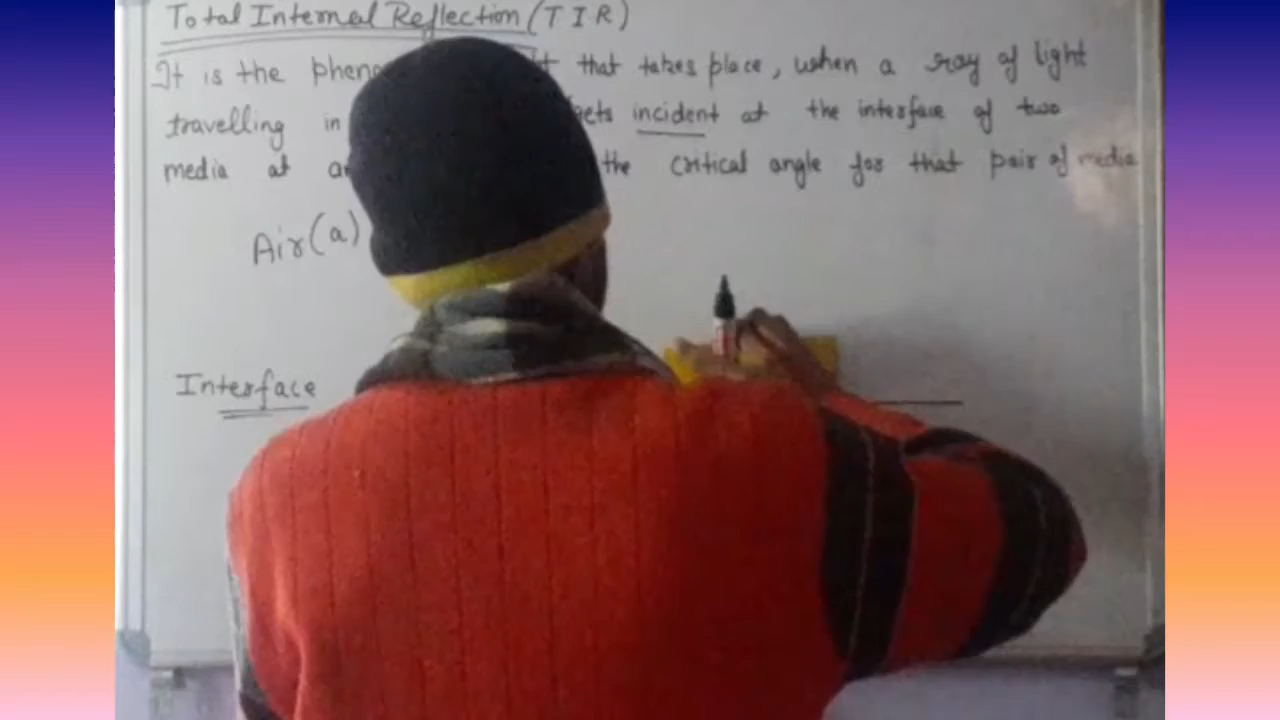 Total Internal Reflection (TIR)
It is the that takes place, when a ray of light
travelling in gets incident at the interface of two
media at the critical angle for that pair of media
Air(a)
Interface